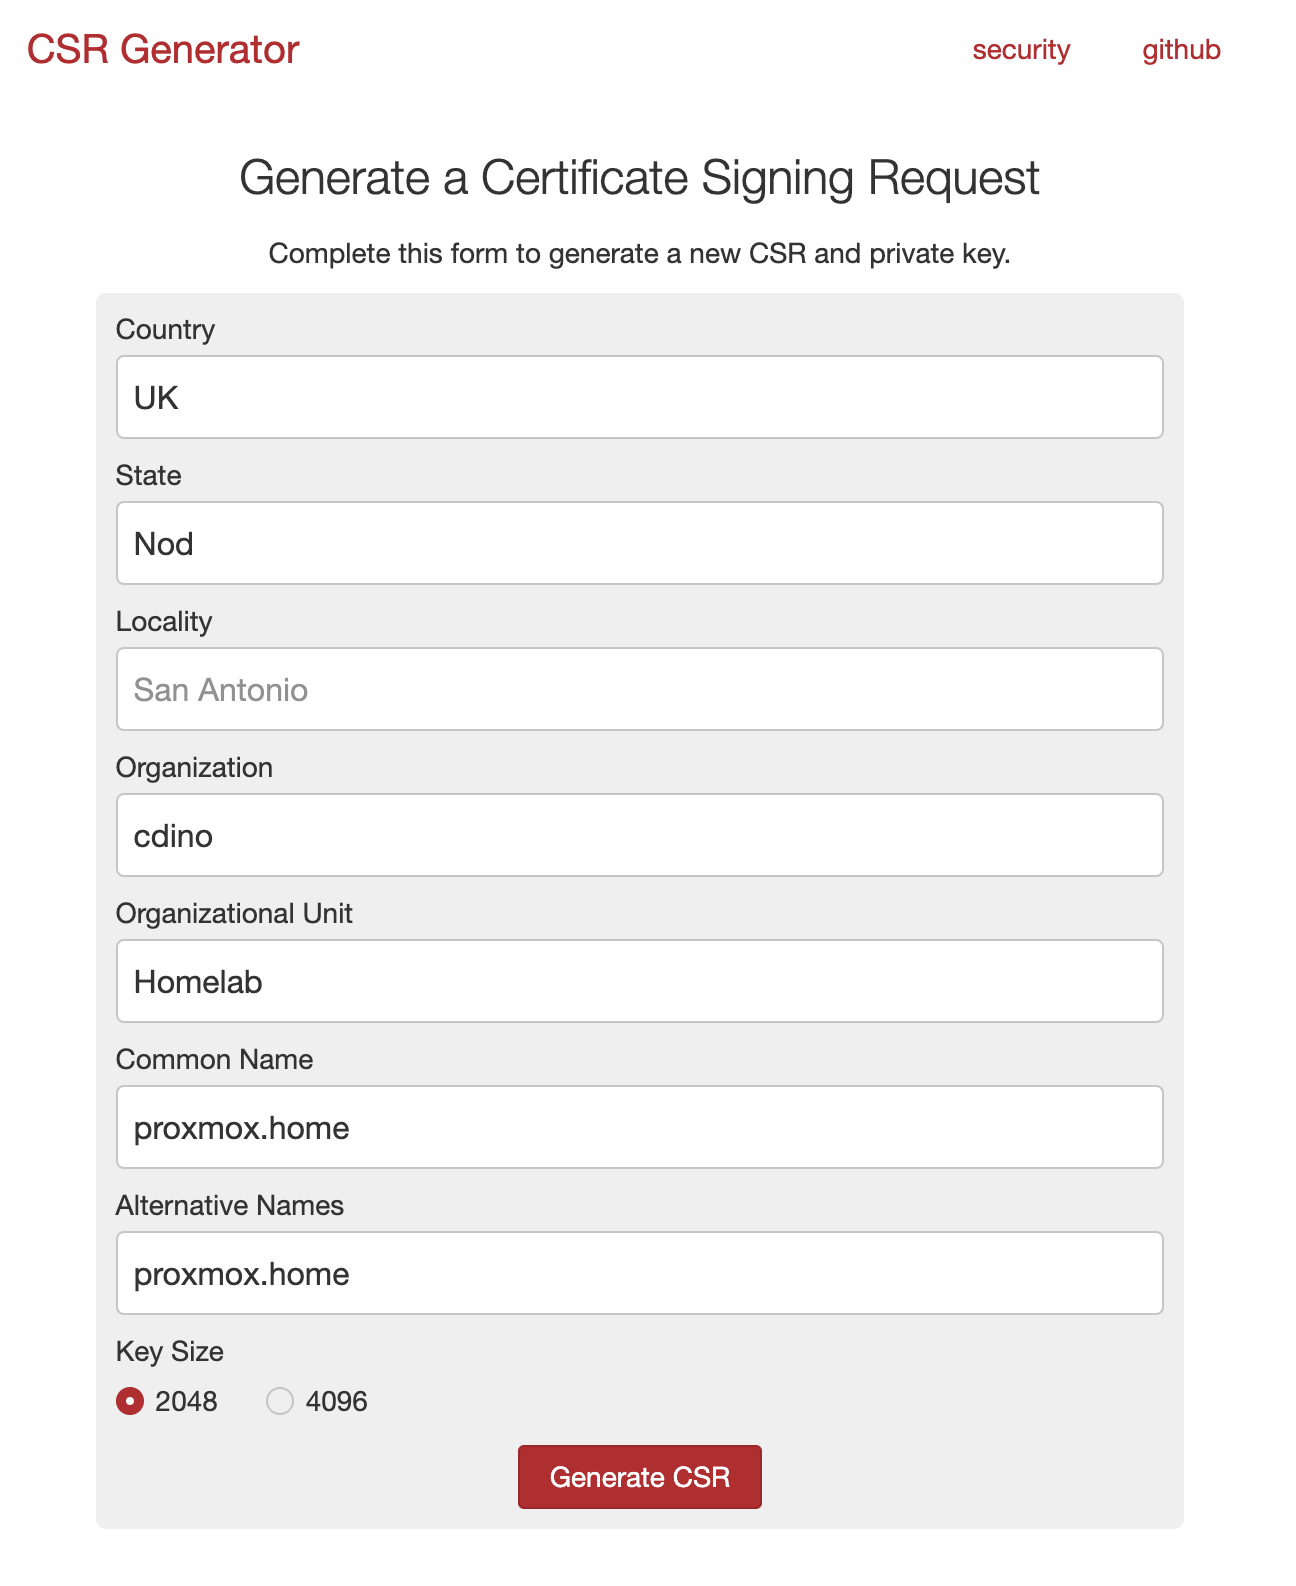 CSR Generator
security
github
Generate a Certificate Signing Request
Complete this form to generate a new CSR and private key.
Country
UK
State
Nod
Locality
San Antonio
Organization
cdino
Organizational Unit
Homelab
Common Name
proxmox.home
Alternative Names
proxmox.home
Key Size
2048
4096
Generate CSR